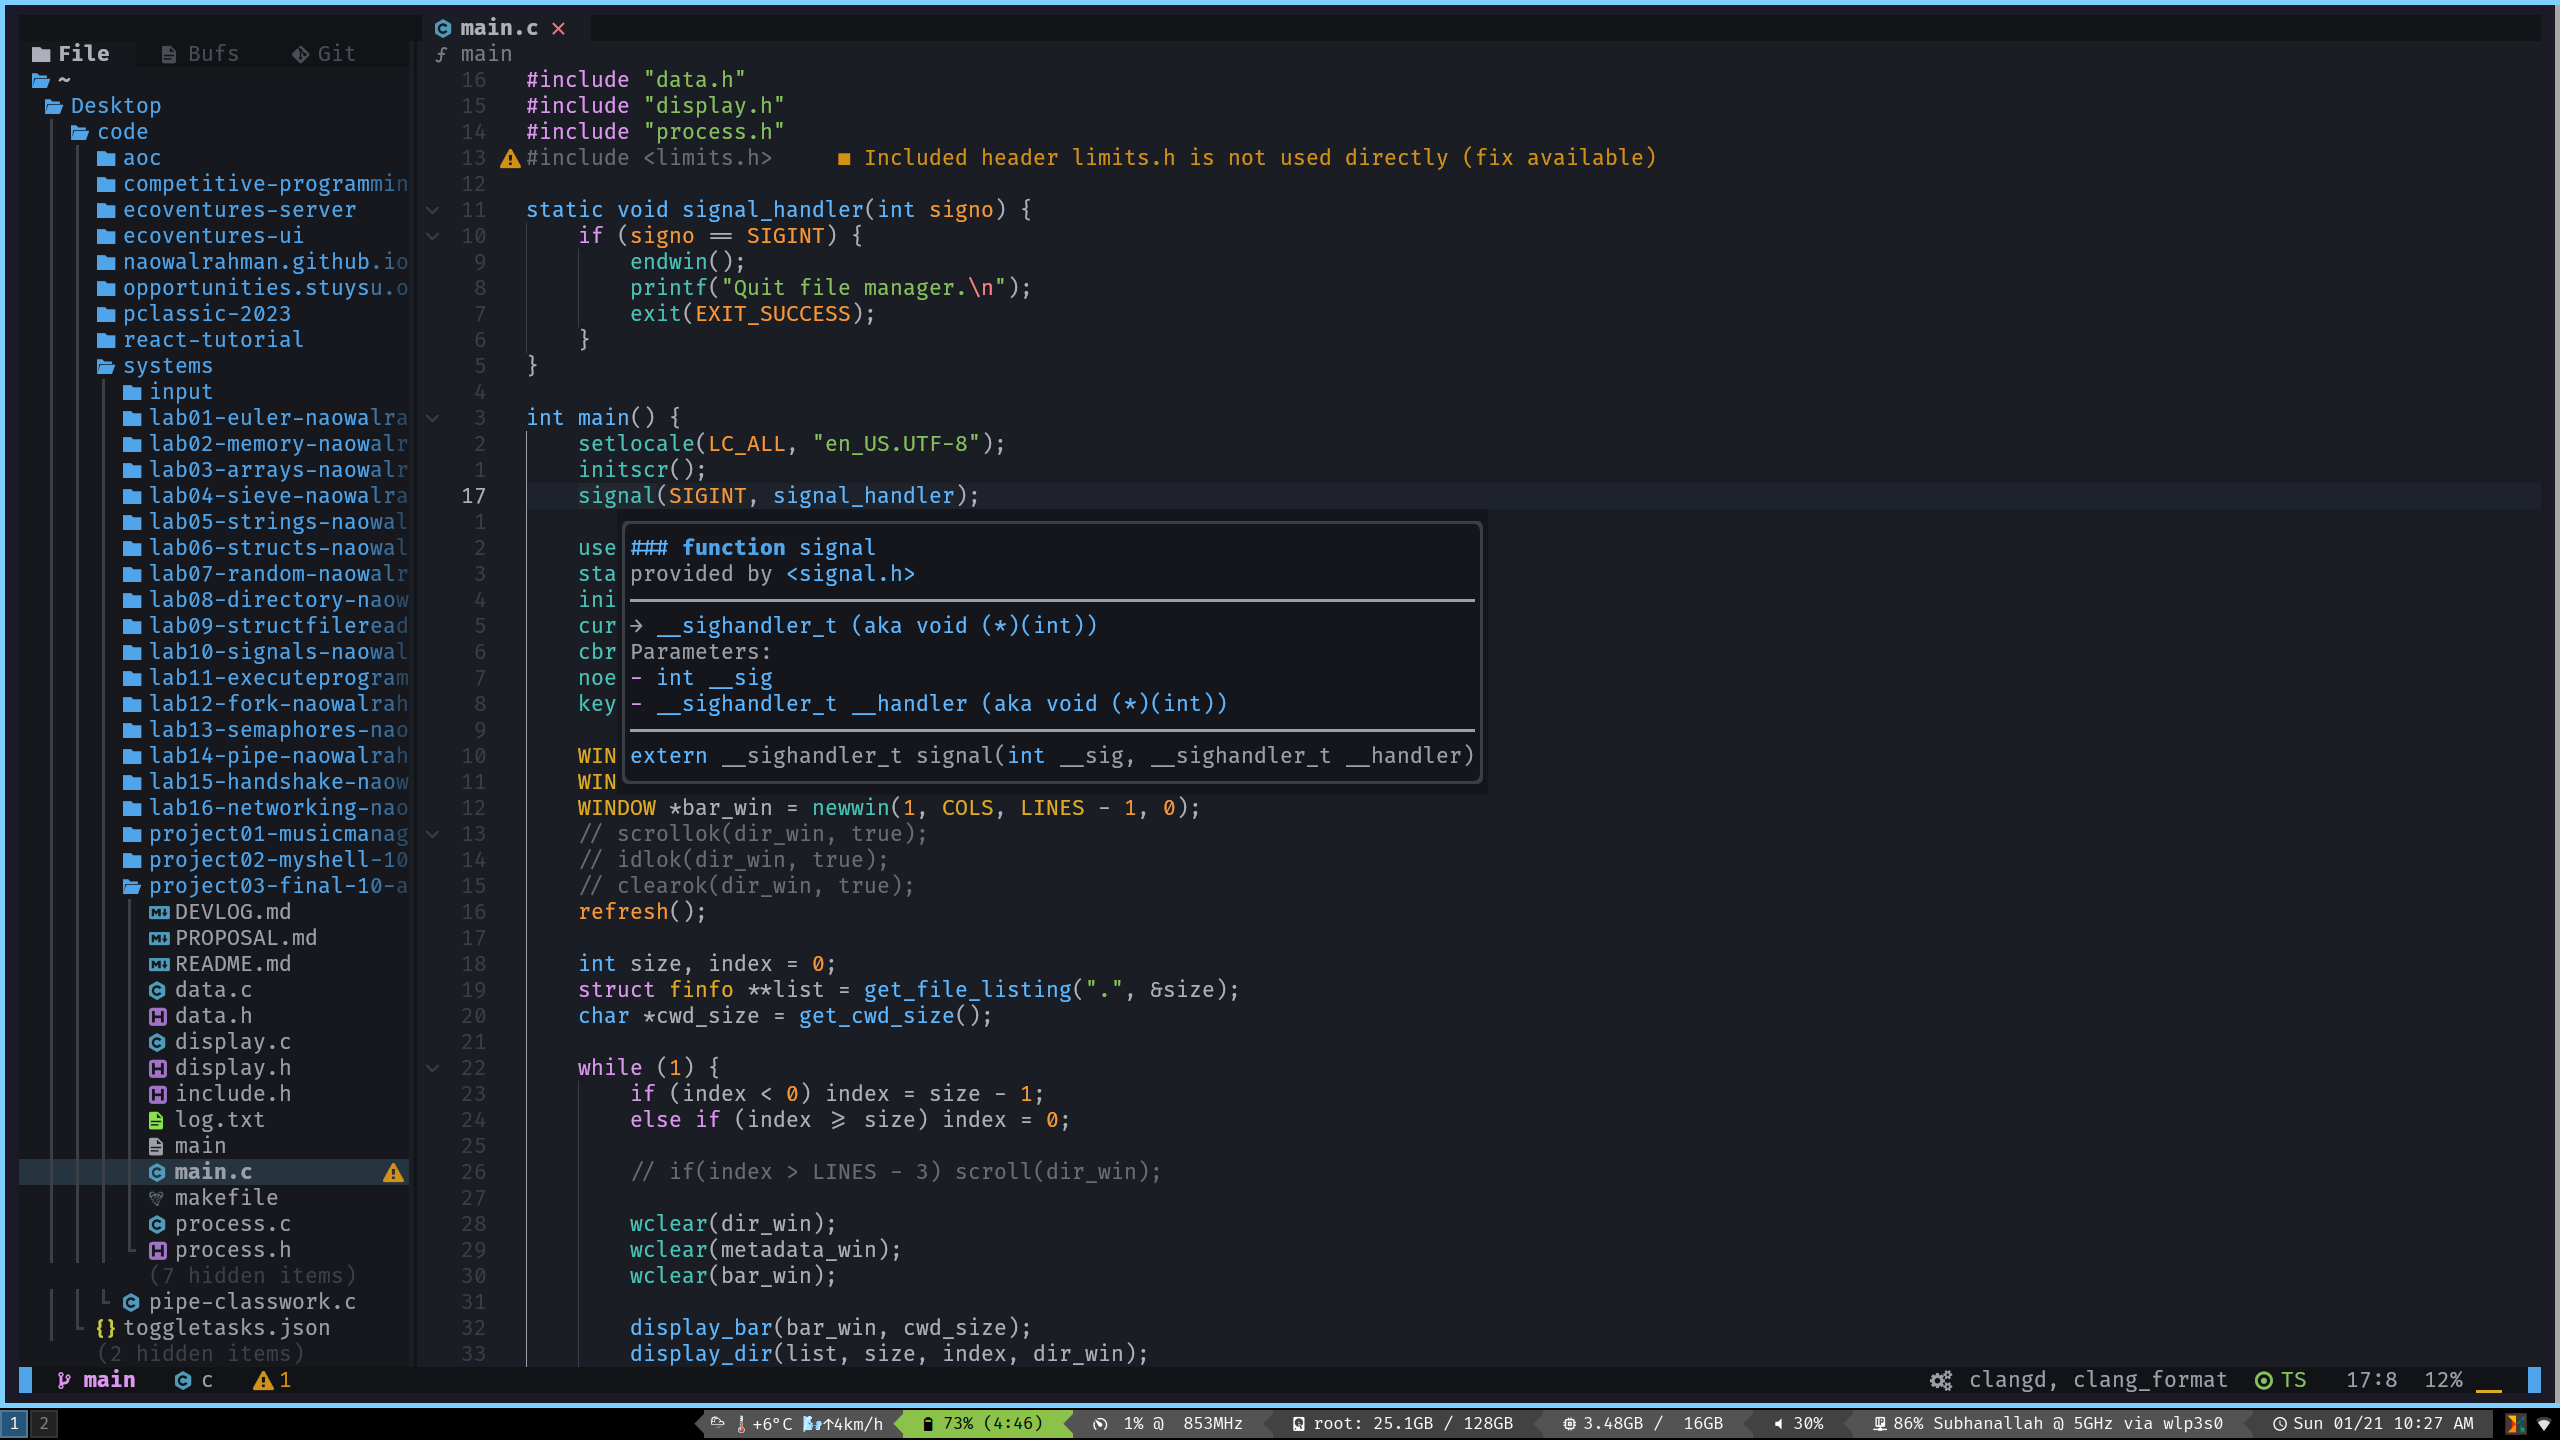 File Bufs Git
~
Desktop
code
aoc
competitive-programmin
ecoventures-server
ecoventures-ui
naowalrahman.github.io
opportunities.stuysu.o
pclassic-2023
react-tutorial
systems
input
lab01-euler-naowalra
lab02-memory-naowalr
lab03-arrays-naowalr
lab04-sieve-naowalra
lab05-strings-naowal
lab06-structs-naowal
lab07-random-naowalr
lab08-directory-naow
lab09-structfileread
lab10-signals-naowal
lab11-executeprogram
lab12-fork-naowalrah
lab13-semaphores-nao
lab14-pipe-naowalrah
lab15-handshake-naow
lab16-networking-nao
project01-musicmanag
project02-myshell-10
project03-final-10-a
DEVLOG.md
PROPOSAL.md
README.md
data.c
data.h
display.c
display.h
include.h
log.txt
main
main.c
makefile
process.c
process.h
(7 hidden items)
pipe-classwork.c
{} toggletasks.json
(2 hidden items)
main.c ×
ƒ main
16 #include "data.h"
15 #include "display.h"
14 #include "process.h"
13 #include <limits.h> ■ Included header limits.h is not used directly (fix available)
12
11 static void signal_handler(int signo) {
10 if (signo == SIGINT) {
9 endwin();
8 printf("Quit file manager.\n");
7 exit(EXIT_SUCCESS);
6 }
5 }
4
3 int main() {
2 setlocale(LC_ALL, "en_US.UTF-8");
1 initscr();
17 signal(SIGINT, signal_handler);
1
2 use
3 sta
4 ini
5 cur
6 cbr
7 noe
8 key
9
10 WIN
11 WIN
### function signal
provided by <signal.h>
→ __sighandler_t (aka void (*)(int))
Parameters:
- int __sig
- __sighandler_t __handler (aka void (*)(int))
extern __sighandler_t signal(int __sig, __sighandler_t __handler)
12 WINDOW *bar_win = newwin(1, COLS, LINES - 1, 0);
13 // scrollok(dir_win, true);
14 // idlok(dir_win, true);
15 // clearok(dir_win, true);
16 refresh();
17
18 int size, index = 0;
19 struct finfo **list = get_file_listing(".", &size);
20 char *cwd_size = get_cwd_size();
21
22 while (1) {
23 if (index < 0) index = size - 1;
24 else if (index >= size) index = 0;
25
26 // if(index > LINES - 3) scroll(dir_win);
27
28 wclear(dir_win);
29 wclear(metadata_win);
30 wclear(bar_win);
31
32 display_bar(bar_win, cwd_size);
33 display_dir(list, size, index, dir_win);
main c 1 clangd, clang_format TS 17:8 12% __
1 2 +6°C ↑4km/h 73% (4:46) 1% @ 853MHz root: 25.1GB / 128GB 3.48GB / 16GB 30% 86% Subhanallah @ 5GHz via wlp3s0 Sun 01/21 10:27 AM